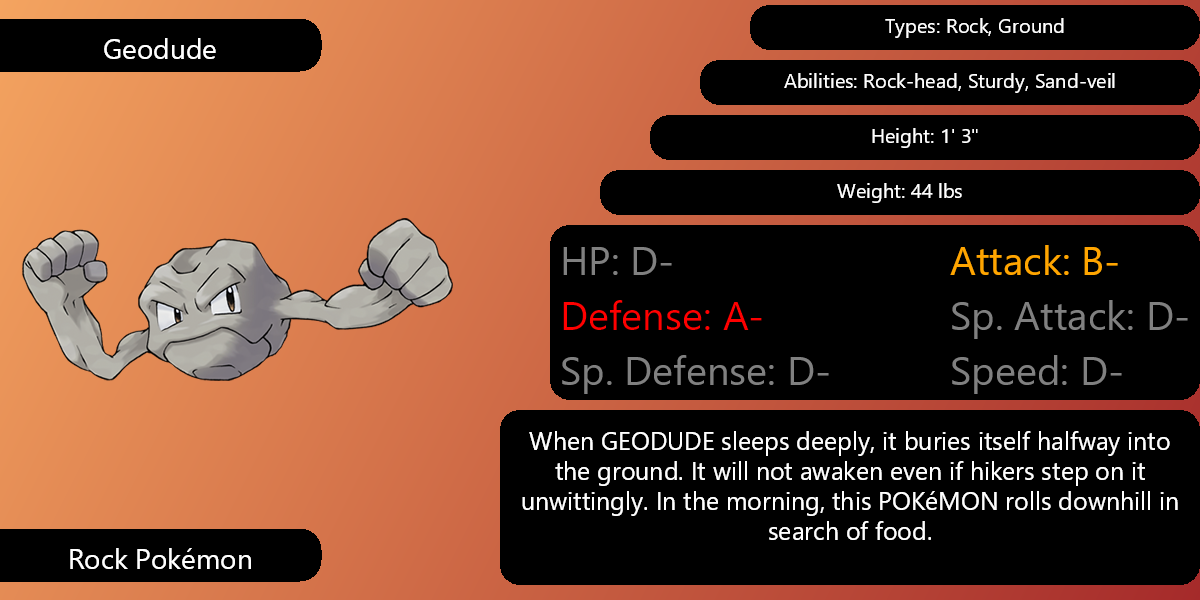 Geodude
Types: Rock, Ground
Abilities: Rock-head, Sturdy, Sand-veil
Height: 1' 3"
Weight: 44 lbs
HP: D-
Attack: B-
Defense: A-
Sp. Attack: D-
Sp. Defense: D-
Speed: D-
When GEODUDE sleeps deeply, it buries itself halfway into
the ground. It will not awaken even if hikers step on it
unwittingly. In the morning, this POKéMON rolls downhill in
search of food.
Rock Pokémon